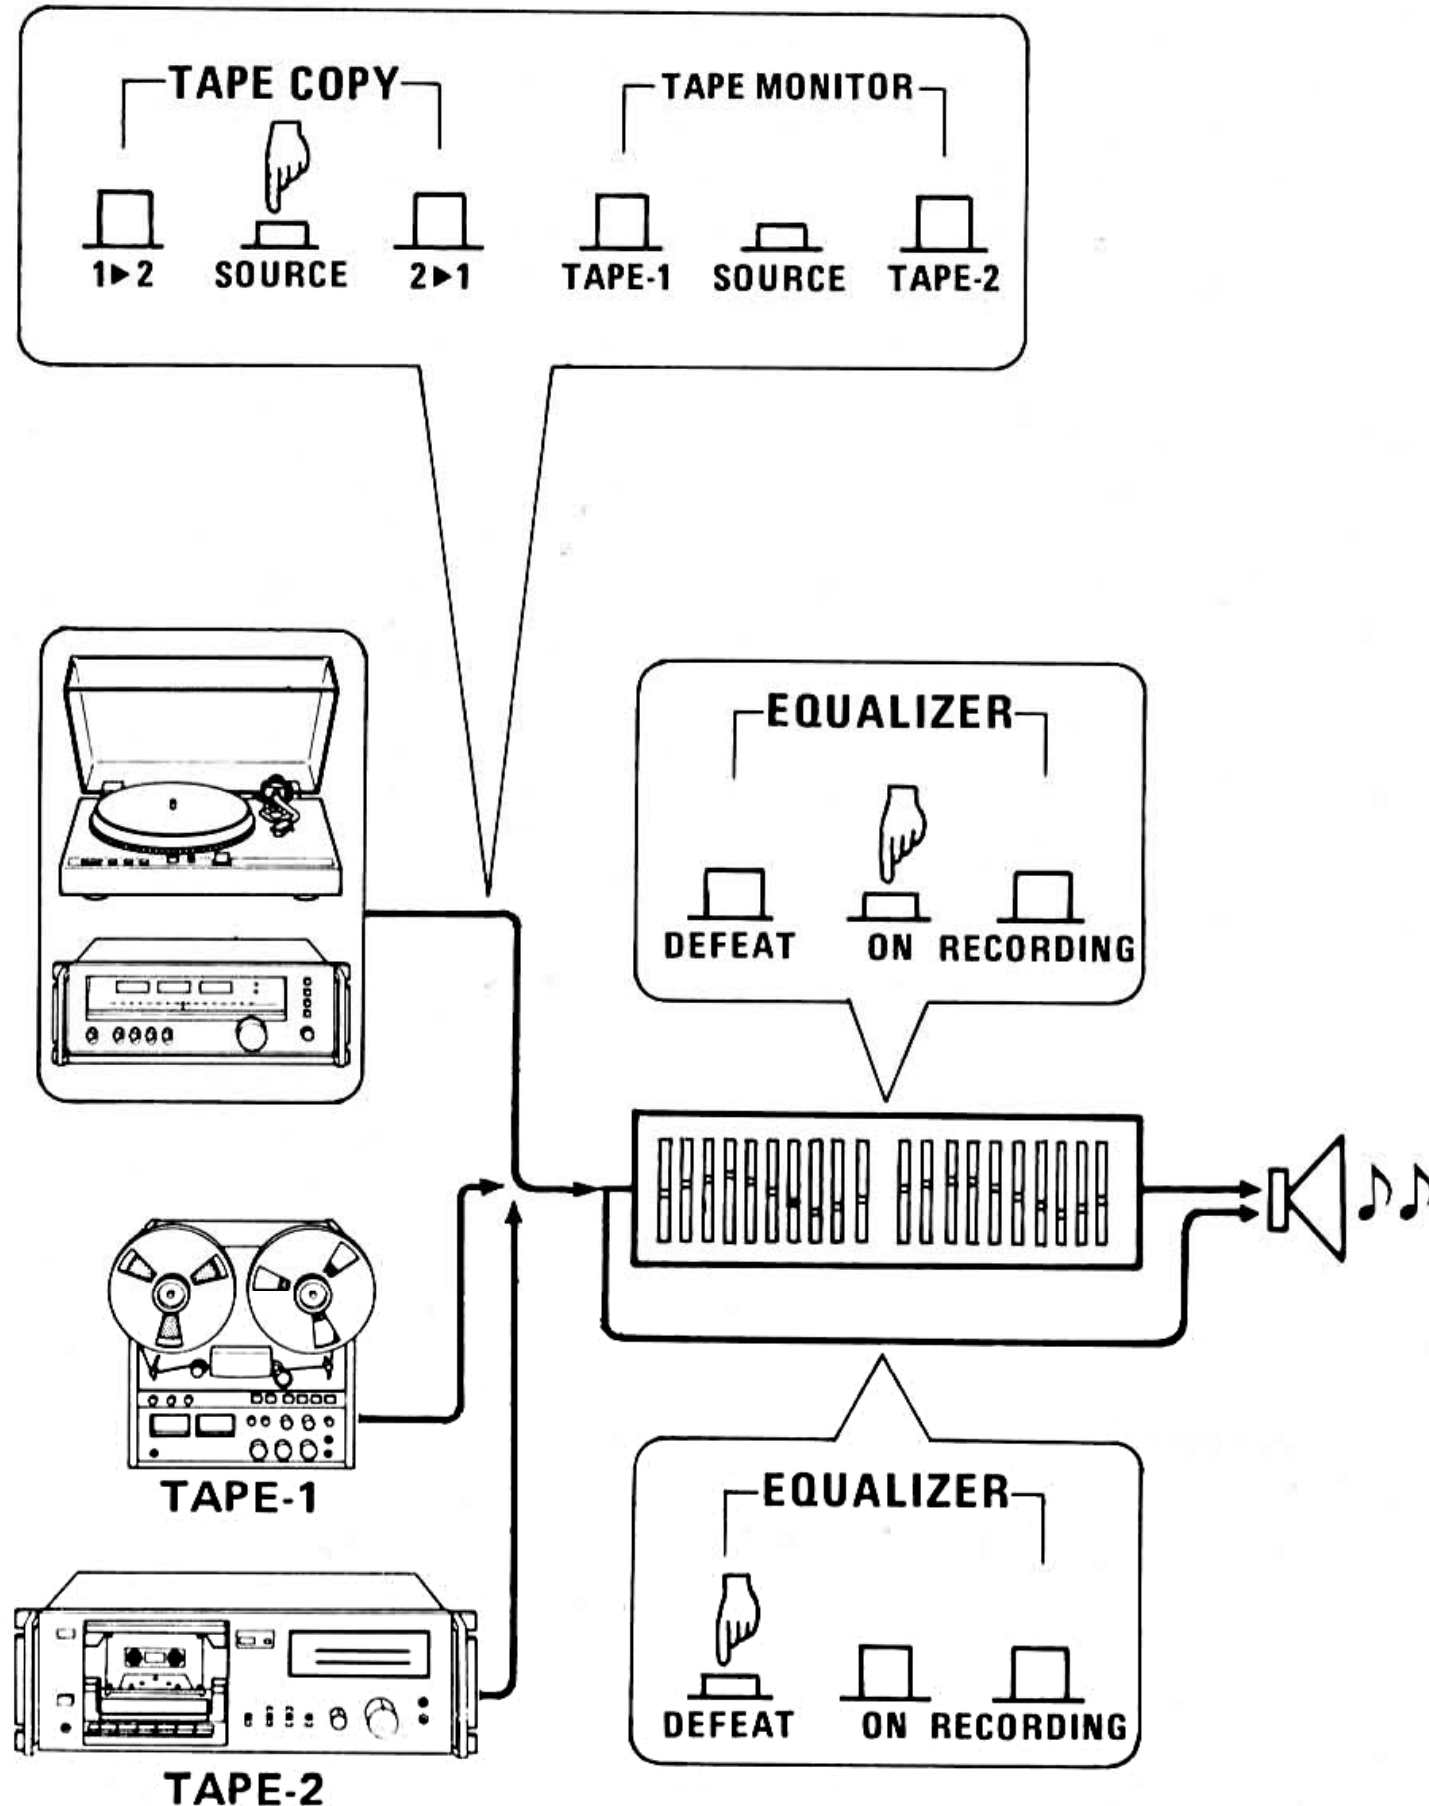 TAPE COPY
TAPE MONITOR
1▶2 SOURCE 2▶1 TAPE-1 SOURCE TAPE-2
EQUALIZER
DEFEAT ON RECORDING
TAPE-1
EQUALIZER
DEFEAT ON RECORDING
TAPE-2